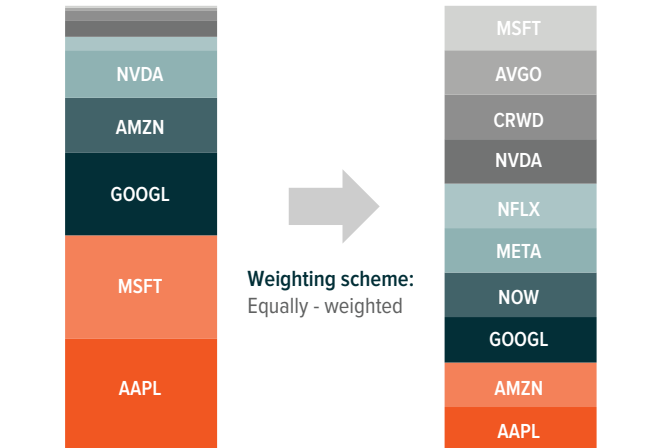 NVDA
AMZN
GOOGL
MSFT
AAPL
Weighting scheme:
Equally - weighted
MSFT
AVGO
CRWD
NVDA
NFLX
META
NOW
GOOGL
AMZN
AAPL